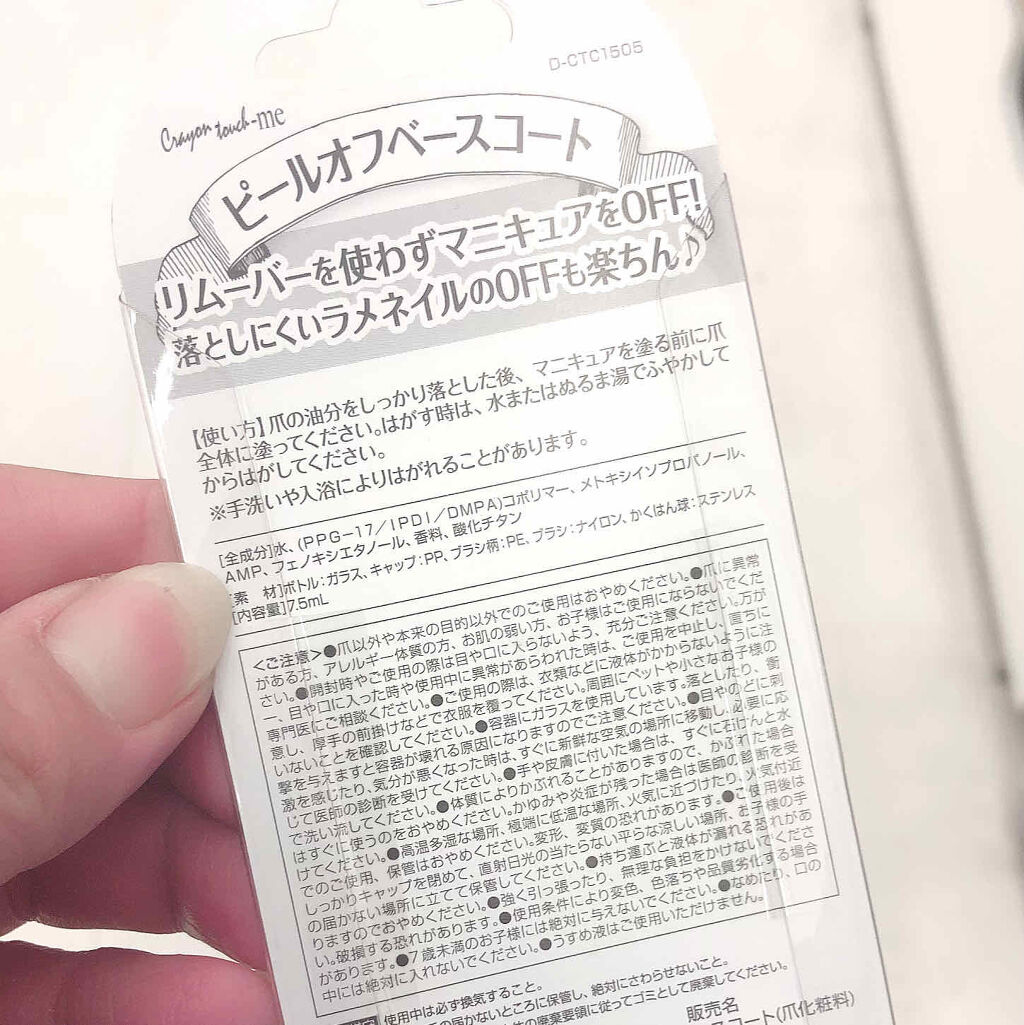 D-CTC1505
Crayon touch-me
ピールオフベースコート
リムーバーを使わずマニキュアをOFF!
落としにくいラメネイルのOFFも楽ちん♪
【使い方】爪の油分をしっかり落とした後、マニキュアを塗る前に爪
全体に塗ってください。はがす時は、水またはぬるま湯でふやかして
からはがしてください。
※手洗いや入浴によりはがれることがあります。
[全成分]水、(PPG-17/IPDI/DMPA)コポリマー、メトキシイソプロパノール、
AMP、フェノキシエタノール、香料、酸化チタン
[素 材]ボトル:ガラス、キャップ:PP、ブラシ柄:PE、ブラシ:ナイロン、かくはん球:ステンレス
[内容量]7.5mL
<ご注意>●爪以外や本来の目的以外でのご使用はおやめください。●爪に異常
がある方、アレルギー体質の方、お肌の弱い方、お子様はご使用にならないでくだ
さい。●開封時やご使用の際は目や口に入らないよう、充分ご注意ください。万が
一、目や口に入った時や使用中に異常があらわれた時は、ご使用を中止し、直ちに
専門医にご相談ください。●ご使用の際は、衣類などに液体がかからないように注
意し、厚手の前掛けなどで衣服を覆ってください。周囲にペットや小さなお子様の
いないことを確認してください。●容器にガラスを使用しています。落としたり、衝
撃を与えますと容器が壊れる原因になりますのでご注意ください。●目やのどに刺
激を感じたり、気分が悪くなった時は、すぐに新鮮な空気の場所に移動し、必要に応
じて医師の診断を受けてください。●手や皮膚に付いた場合は、すぐに石けんと水
で洗い流してください。●体質によりかぶれることがありますので、かぶれた場合
はすぐに使うのをおやめください。かゆみや炎症が残った場合は医師の診断を受
けてください。●高温多湿な場所、極端に低温な場所、火気に近づけたり、火気付近
でのご使用、保管はおやめください。変形、変質の恐れがあります。●ご使用後は
しっかりキャップを閉めて、直射日光の当たらない平らな涼しい場所、お子様の手
の届かない場所に立てて保管してください。●持ち運ぶと液体が漏れる恐れがあ
りますのでおやめください。●強く引っ張ったり、無理な負担をかけないでくださ
い。破損する恐れがあります。●使用条件により変色、色落ちや品質劣化する場合
があります。●7歳未満のお子様には絶対に与えないでください。●なめたり、口の
中には絶対に入れないでください。●うすめ液はご使用いただけません。
使用中は必ず換気すること。
の届かないところに保管し、絶対にさわらせないこと。
の廃棄要領に従ってゴミとして廃棄してください。
販売名
スコート(爪化粧料)